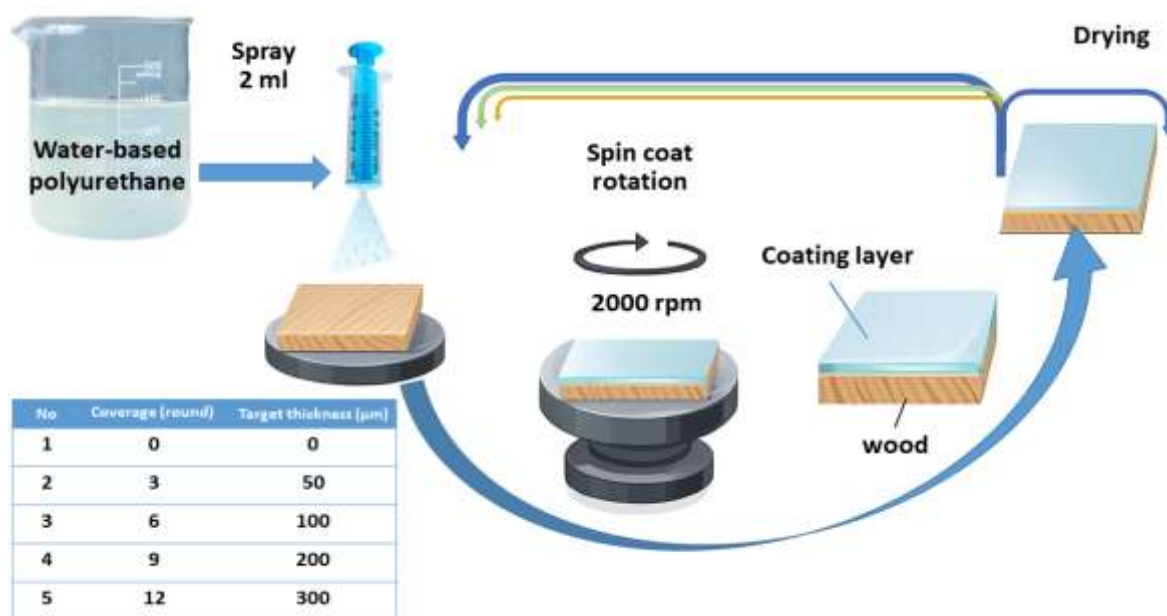 Spray
2 ml
Drying
Water-based
polyurethane
Spin coat
rotation
2000 rpm
Coating layer
wood
No Coverage (round) Target thickness (μm)
1 0 0
2 3 50
3 6 100
4 9 200
5 12 300